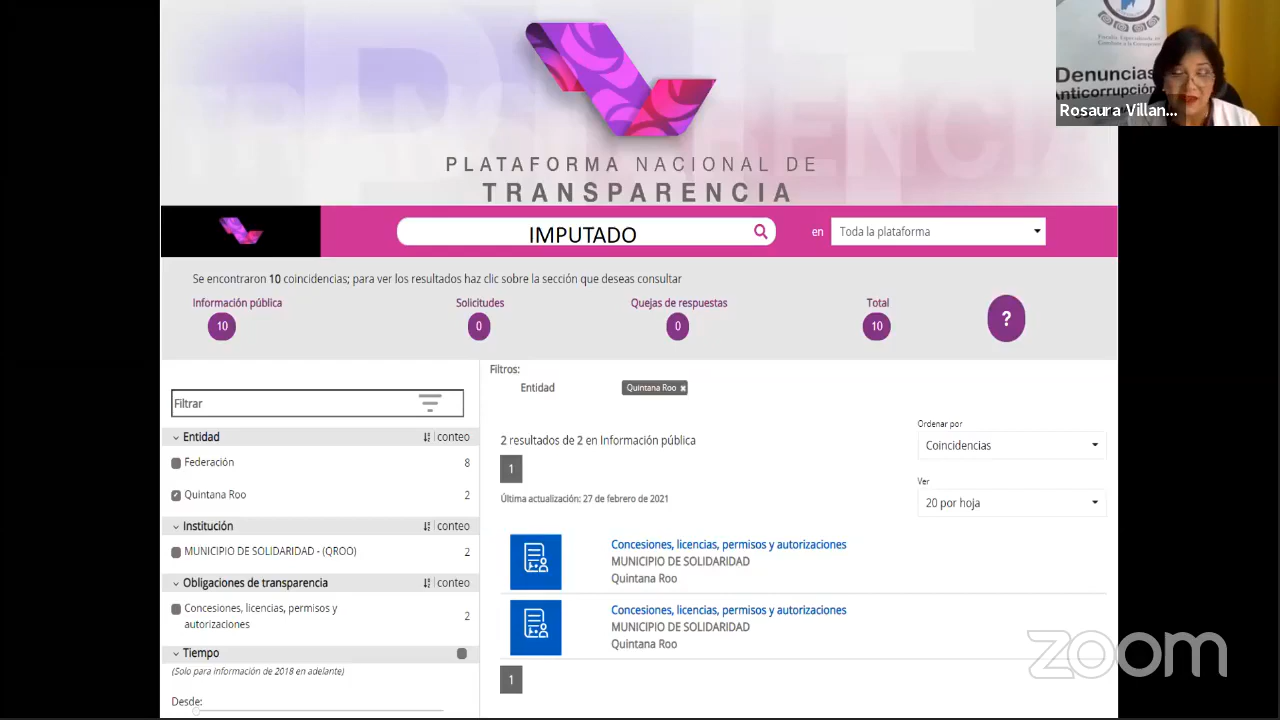 PLATAFORMA NACIONAL DE
TRANSPARENCIA
Denuncias
Anticorrupción
Rosaura Villan...
IMPUTADO
en
Toda la plataforma
Se encontraron 10 coincidencias; para ver los resultados haz clic sobre la sección que deseas consultar
Información pública
10
Solicitudes
0
Quejas de respuestas
0
Total
10
?
Filtrar
Entidad
conteo
Federación
8
Quintana Roo
2
Institución
conteo
MUNICIPIO DE SOLIDARIDAD - (QROO)
2
Obligaciones de transparencia
conteo
Concesiones, licencias, permisos y
autorizaciones
2
Tiempo
(Solo para información de 2018 en adelante)
Desde:
Filtros:
Entidad
Quintana Roo
2 resultados de 2 en Información pública
1
Última actualización: 27 de febrero de 2021
Ordenar por
Coincidencias
Ver
20 por hoja
Concesiones, licencias, permisos y autorizaciones
MUNICIPIO DE SOLIDARIDAD
Quintana Roo
Concesiones, licencias, permisos y autorizaciones
MUNICIPIO DE SOLIDARIDAD
Quintana Roo
1
zoom